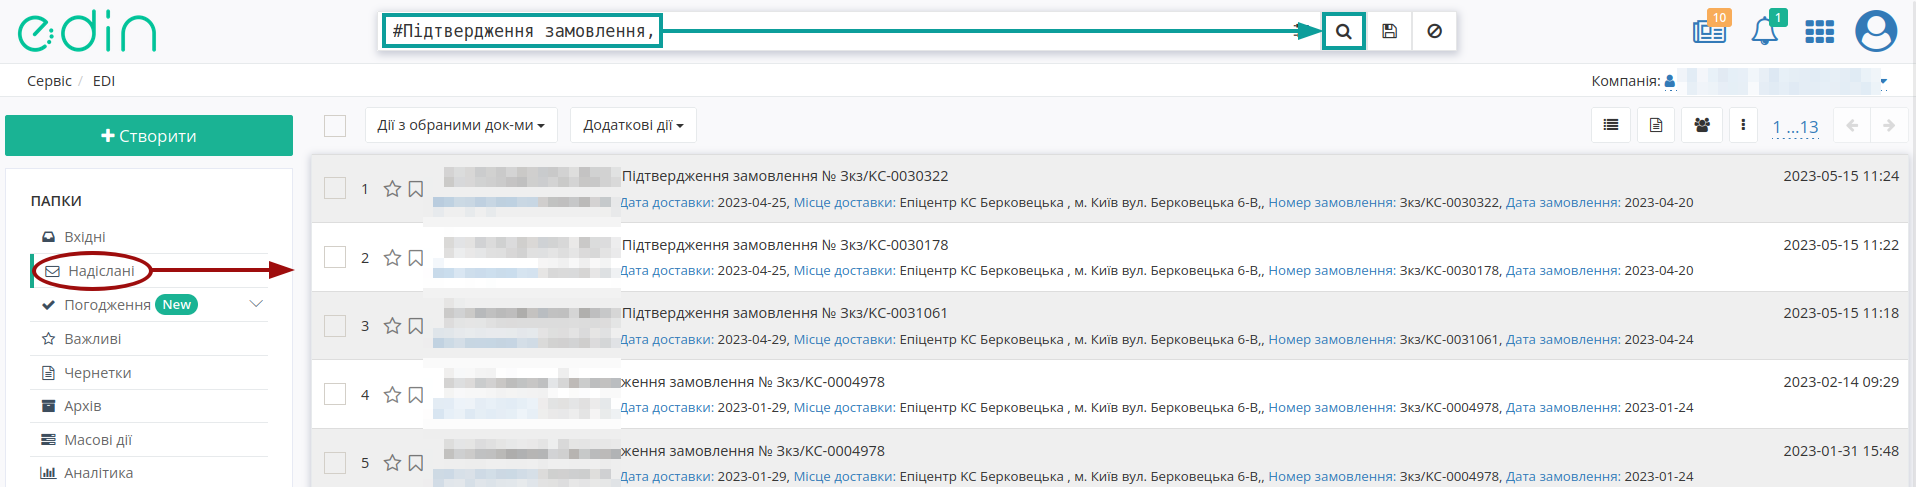 edin
#Підтвердження замовлення,
10
1
Сервіс / EDI
Компанія:
Створити
Дії з обраними док-ми
Додаткові дії
1 ...13
ПАПКИ
Вхідні
Надіслані
Погодження New
Важливі
Чернетки
Архів
Масові дії
Аналітика
1 Підтвердження замовлення № Зкз/КС-0030322 2023-05-15 11:24
Дата доставки: 2023-04-25, Місце доставки: Епіцентр КС Берковецька , м. Київ вул. Берковецька 6-В,, Номер замовлення: Зкз/КС-0030322, Дата замовлення: 2023-04-20
2 Підтвердження замовлення № Зкз/КС-0030178 2023-05-15 11:22
Дата доставки: 2023-04-25, Місце доставки: Епіцентр КС Берковецька , м. Київ вул. Берковецька 6-В,, Номер замовлення: Зкз/КС-0030178, Дата замовлення: 2023-04-20
3 Підтвердження замовлення № Зкз/КС-0031061 2023-05-15 11:18
Дата доставки: 2023-04-29, Місце доставки: Епіцентр КС Берковецька , м. Київ вул. Берковецька 6-В,, Номер замовлення: Зкз/КС-0031061, Дата замовлення: 2023-04-24
4 ження замовлення № Зкз/КС-0004978 2023-02-14 09:29
Дата доставки: 2023-01-29, Місце доставки: Епіцентр КС Берковецька , м. Київ вул. Берковецька 6-В,, Номер замовлення: Зкз/КС-0004978, Дата замовлення: 2023-01-24
5 ження замовлення № Зкз/КС-0004978 2023-01-31 15:48
Дата доставки: 2023-01-29, Місце доставки: Епіцентр КС Берковецька , м. Київ вул. Берковецька 6-В,, Номер замовлення: Зкз/КС-0004978, Дата замовлення: 2023-01-24